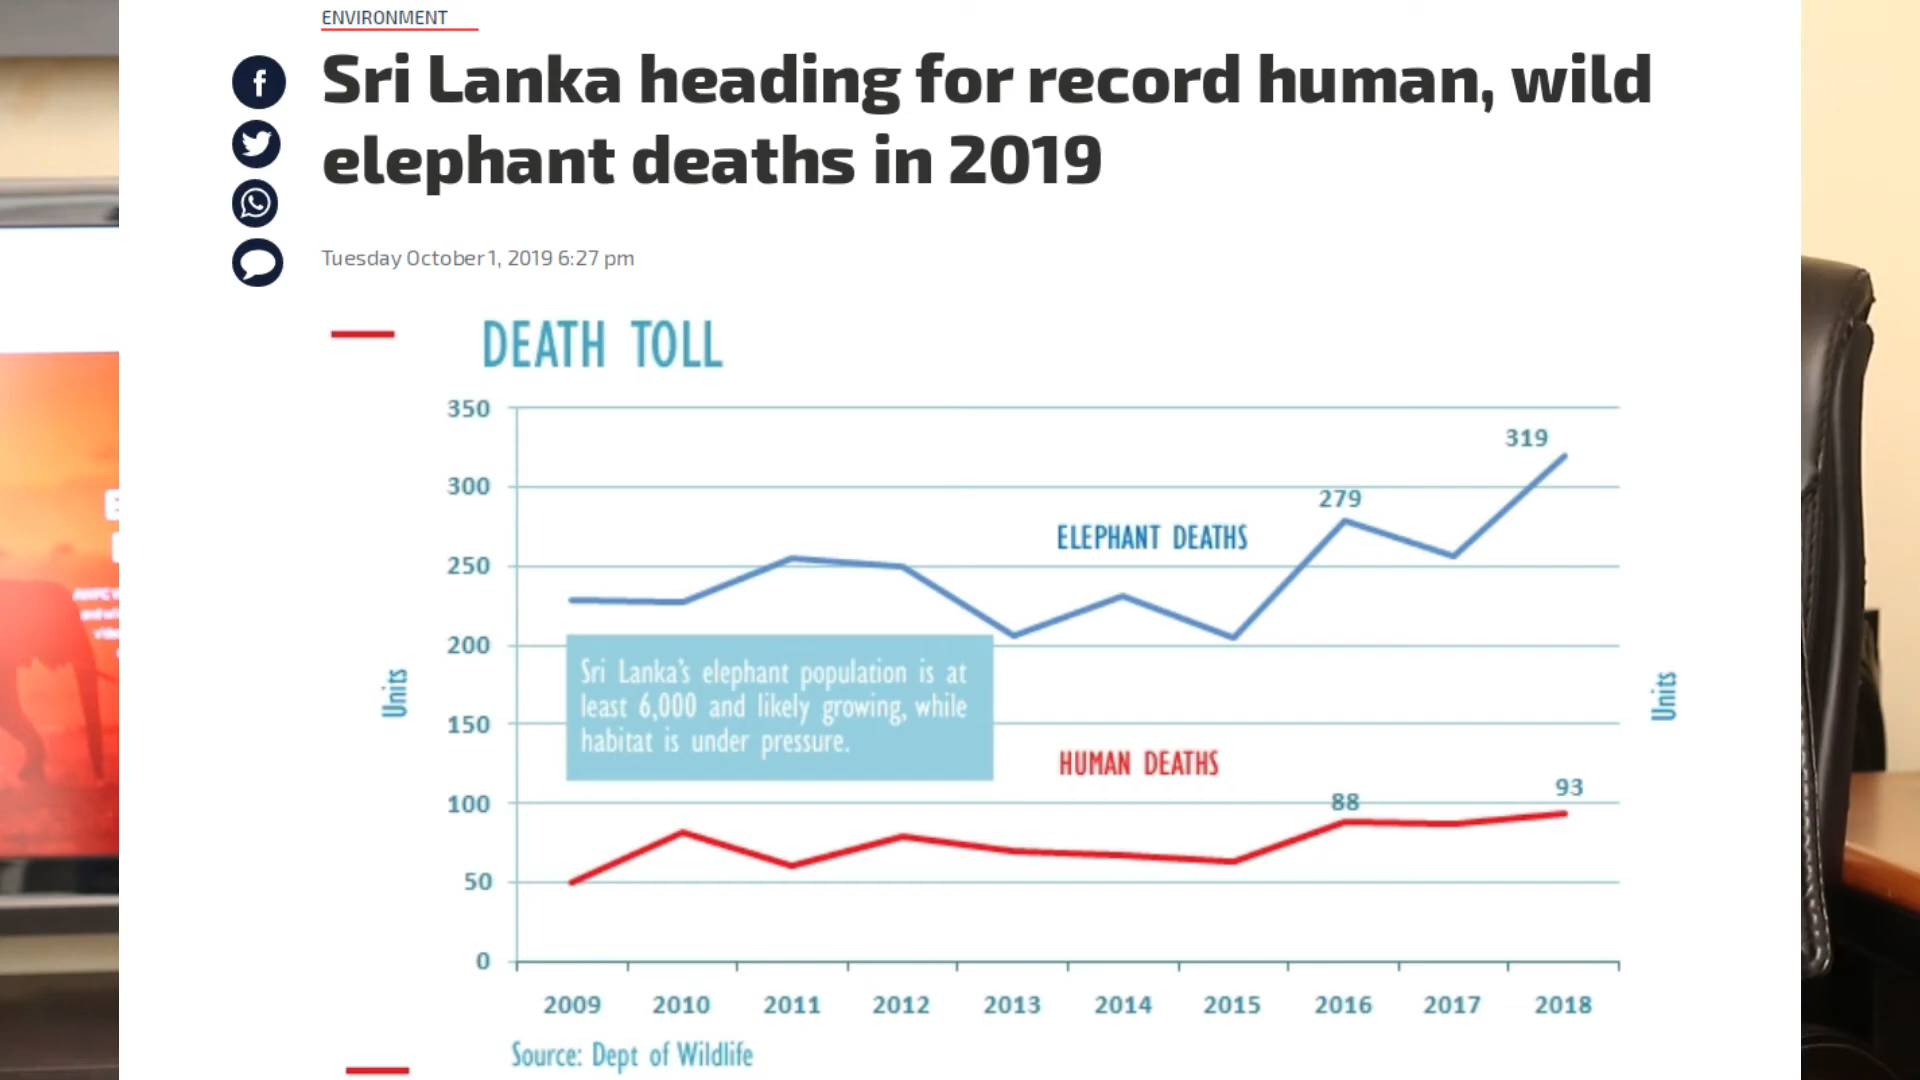 ENVIRONMENT
Sri Lanka heading for record human, wild
elephant deaths in 2019
Tuesday October 1, 2019 6:27 pm
DEATH TOLL
350
319
300
279
ELEPHANT DEATHS
250
200
Sri Lanka's elephant population is at
least 6,000 and likely growing, while
habitat is under pressure.
Units
Units
150
HUMAN DEATHS
93
100
88
50
0
2009 2010 2011 2012 2013 2014 2015 2016 2017 2018
Source: Dept of Wildlife